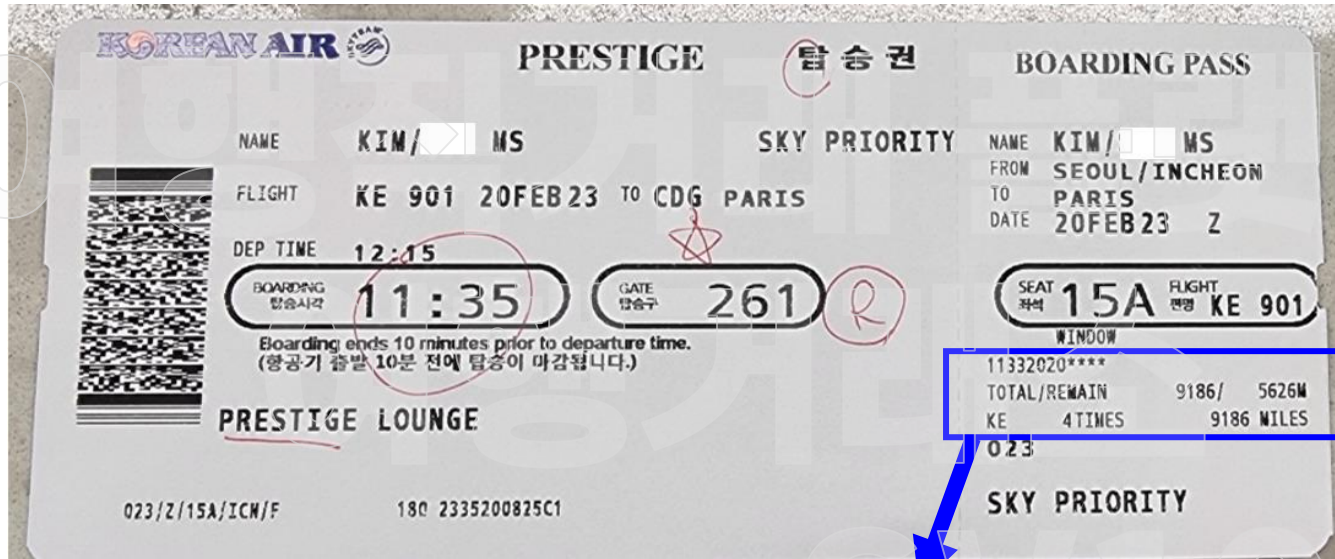 KOREAN AIR SKYTEAM PRESTIGE 탑승권 BOARDING PASS
NAME KIM/ MS SKY PRIORITY
FLIGHT KE 901 20FEB23 TO CDG PARIS
DEP TIME 12:15
BOARDING 탑승시각 11:35 GATE 탑승구 261 R
Boarding ends 10 minutes prior to departure time.
(항공기 출발 10분 전에 탑승이 마감됩니다.)
PRESTIGE LOUNGE
023/Z/15A/ICN/F 180 2335200825C1
NAME KIM/ MS
FROM SEOUL/INCHEON
TO PARIS
DATE 20FEB23 Z
SEAT 좌석 15A FLIGHT 편명 KE 901
WINDOW
11332020****
TOTAL/REMAIN 9186/ 5626M
KE 4TIMES 9186 MILES
023
SKY PRIORITY